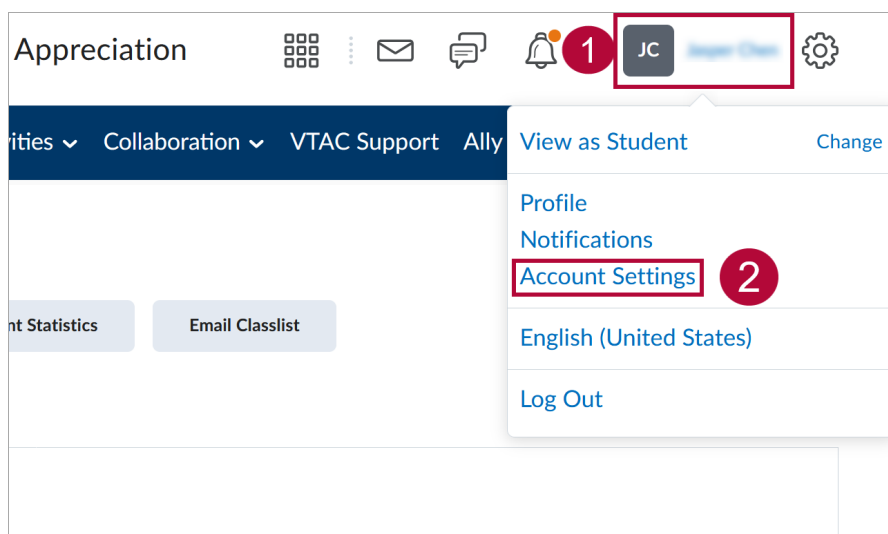 Appreciation
1
JC
ities
Collaboration
VTAC Support
Ally
View as Student
Change
Profile
Notifications
Account Settings
2
nt Statistics
Email Classlist
English (United States)
Log Out